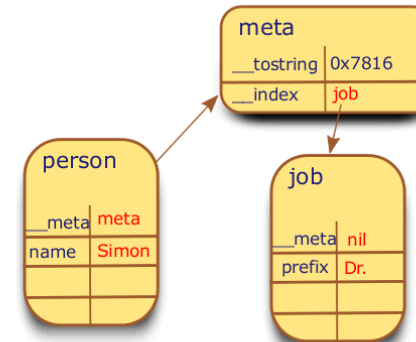 meta
__tostring 0x7816
__index job
person
__meta meta
name Simon
job
__meta nil
prefix Dr.